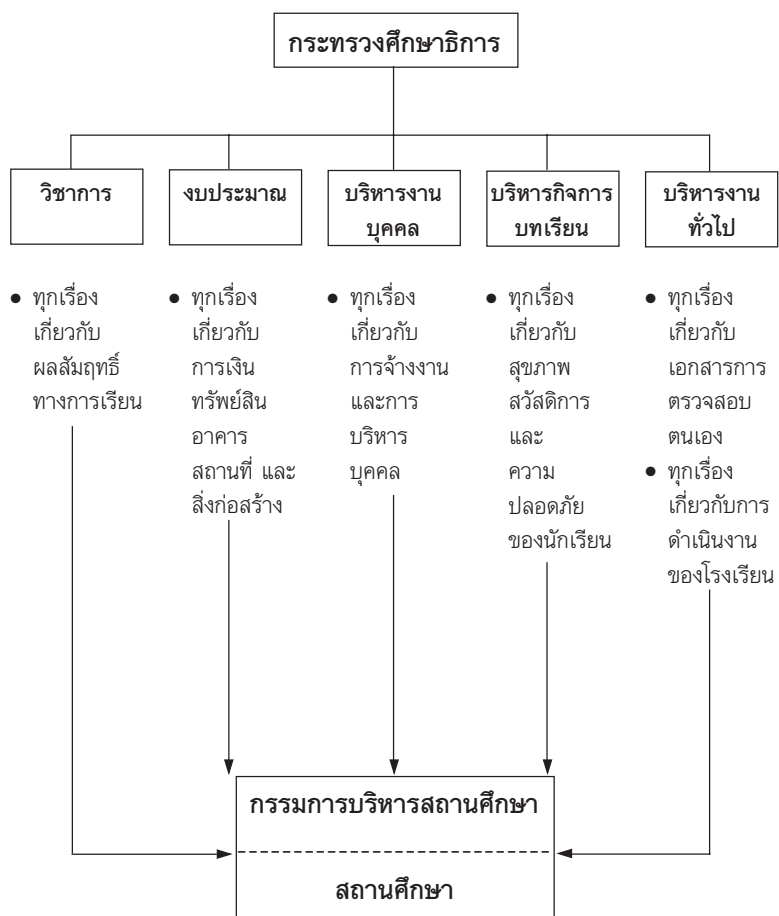 กระทรวงศึกษาธิการ
วิชาการ
งบประมาณ
บริหารงาน
บุคคล
บริหารกิจการ
บทเรียน
บริหารงาน
ทั่วไป
● ทุกเรื่อง
เกี่ยวกับ
ผลสัมฤทธิ์
ทางการเรียน
● ทุกเรื่อง
เกี่ยวกับ
การเงิน
ทรัพย์สิน
อาคาร
สถานที่ และ
สิ่งก่อสร้าง
● ทุกเรื่อง
เกี่ยวกับ
การจ้างงาน
และการ
บริหาร
บุคคล
● ทุกเรื่อง
เกี่ยวกับ
สุขภาพ
สวัสดิการ
และ
ความ
ปลอดภัย
ของนักเรียน
● ทุกเรื่อง
เกี่ยวกับ
เอกสารการ
ตรวจสอบ
ตนเอง
● ทุกเรื่อง
เกี่ยวกับการ
ดำเนินงาน
ของโรงเรียน
กรรมการบริหารสถานศึกษา
สถานศึกษา